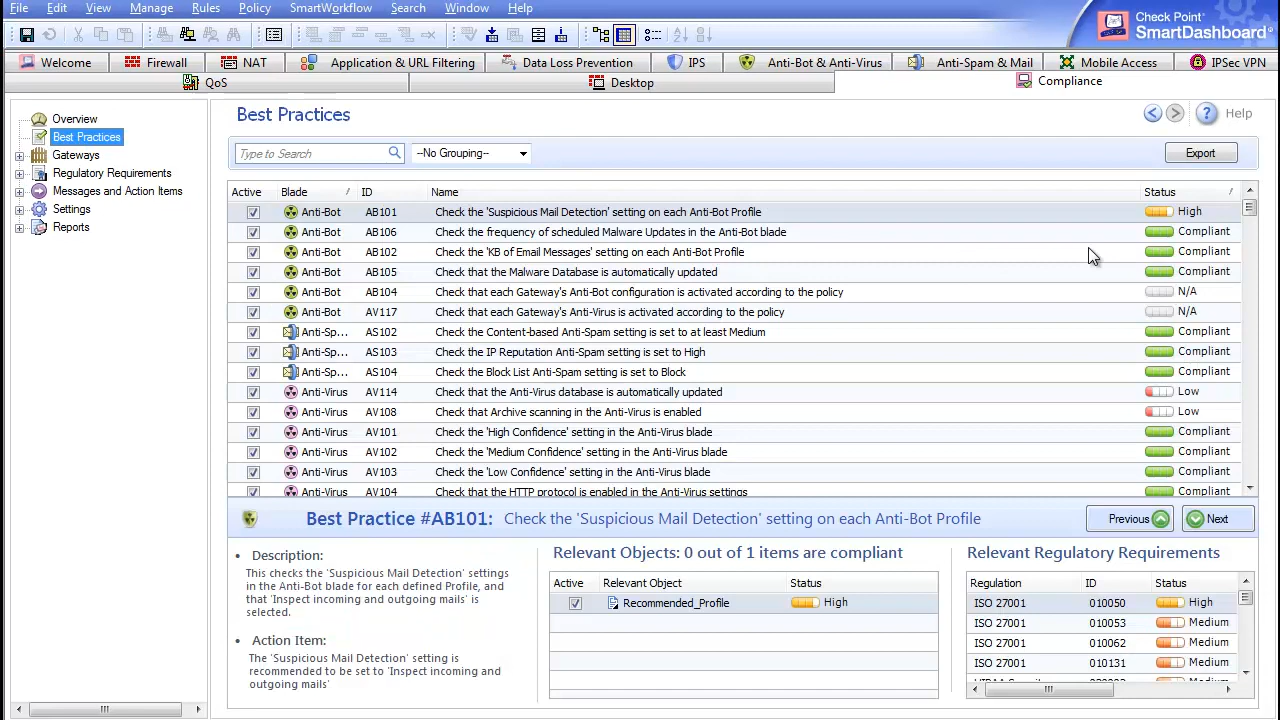 File Edit View Manage Rules Policy SmartWorkflow Search Window Help
Check Point
SmartDashboard
Welcome Firewall NAT Application & URL Filtering Data Loss Prevention IPS Anti-Bot & Anti-Virus Anti-Spam & Mail Mobile Access IPSec VPN
QoS Desktop Compliance
Overview
Best Practices
Gateways
Regulatory Requirements
Messages and Action Items
Settings
Reports
Best Practices
Help
Type to Search --No Grouping-- Export
Active Blade ID Name Status
Anti-Bot AB101 Check the 'Suspicious Mail Detection' setting on each Anti-Bot Profile High
Anti-Bot AB106 Check the frequency of scheduled Malware Updates in the Anti-Bot blade Compliant
Anti-Bot AB102 Check the 'KB of Email Messages' setting on each Anti-Bot Profile Compliant
Anti-Bot AB105 Check that the Malware Database is automatically updated Compliant
Anti-Bot AB104 Check that each Gateway's Anti-Bot configuration is activated according to the policy N/A
Anti-Bot AV117 Check that each Gateway's Anti-Virus is activated according to the policy N/A
Anti-Sp... AS102 Check the Content-based Anti-Spam setting is set to at least Medium Compliant
Anti-Sp... AS103 Check the IP Reputation Anti-Spam setting is set to High Compliant
Anti-Sp... AS104 Check the Block List Anti-Spam setting is set to Block Compliant
Anti-Virus AV114 Check that the Anti-Virus database is automatically updated Low
Anti-Virus AV108 Check that Archive scanning in the Anti-Virus is enabled Low
Anti-Virus AV101 Check the 'High Confidence' setting in the Anti-Virus blade Compliant
Anti-Virus AV102 Check the 'Medium Confidence' setting in the Anti-Virus blade Compliant
Anti-Virus AV103 Check the 'Low Confidence' setting in the Anti-Virus blade Compliant
Anti-Virus AV104 Check that the HTTP protocol is enabled in the Anti-Virus settings Compliant
Best Practice #AB101: Check the 'Suspicious Mail Detection' setting on each Anti-Bot Profile Previous Next
Description:
This checks the 'Suspicious Mail Detection' settings
in the Anti-Bot blade for each defined Profile, and
that 'Inspect incoming and outgoing mails' is
selected.
Action Item:
The 'Suspicious Mail Detection' setting is
recommended to be set to 'Inspect incoming and
outgoing mails'
Relevant Objects: 0 out of 1 items are compliant
Active Relevant Object Status
Recommended_Profile High
Relevant Regulatory Requirements
Regulation ID Status
ISO 27001 010050 High
ISO 27001 010053 Medium
ISO 27001 010062 Medium
ISO 27001 010131 Medium